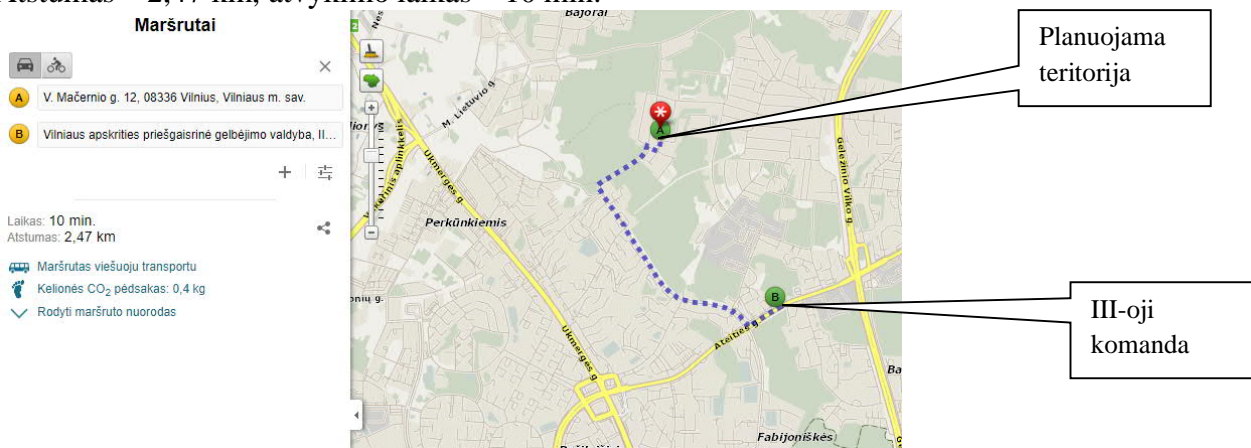 Atstumas – 2,47 km, atvykimo laikas – 10 min.
Maršrutai
A V. Mačernio g. 12, 08336 Vilnius, Vilniaus m. sav.
B Vilniaus apskrities priešgaisrinė gelbėjimo valdyba, II...
Laikas: 10 min.
Atstumas: 2,47 km
Maršrutas viešuoju transportu
Kelionės CO2 pėdsakas: 0,4 kg
Rodyti maršruto nuorodas
Bajorai
M. Lietuvio g
Ukmergės g.
Perkūnkiemis
Geležinio Vilko g.
A
B
Ateities g.
Ukmergės g.
Fabijoniškės
Planuojama
teritorija
III-oji
komanda